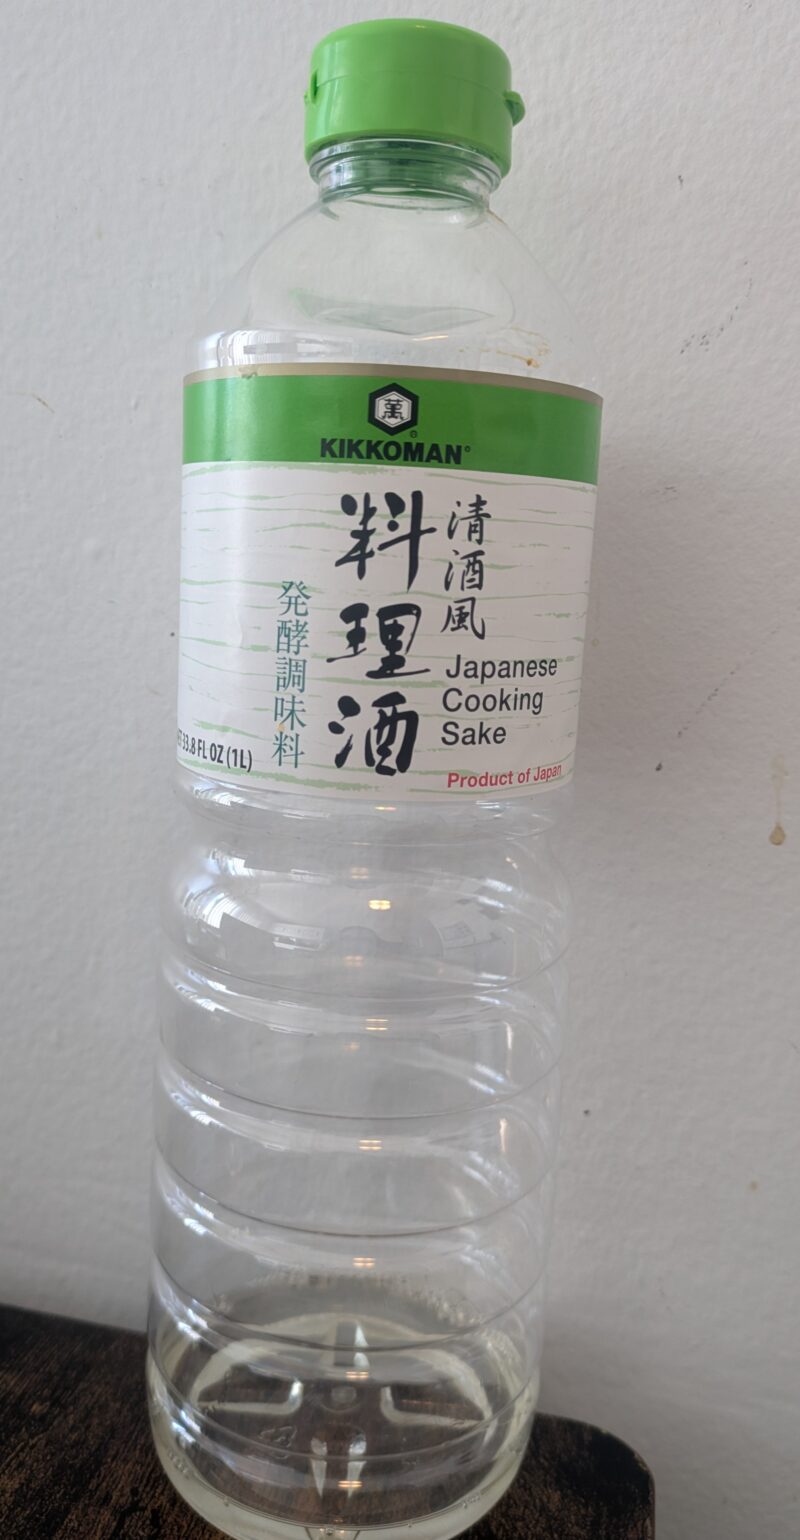 萬
KIKKOMAN®
清酒風
料理酒
発酵調味料
Japanese
Cooking
Sake
Product of Japan
33.8 FL OZ (1L)